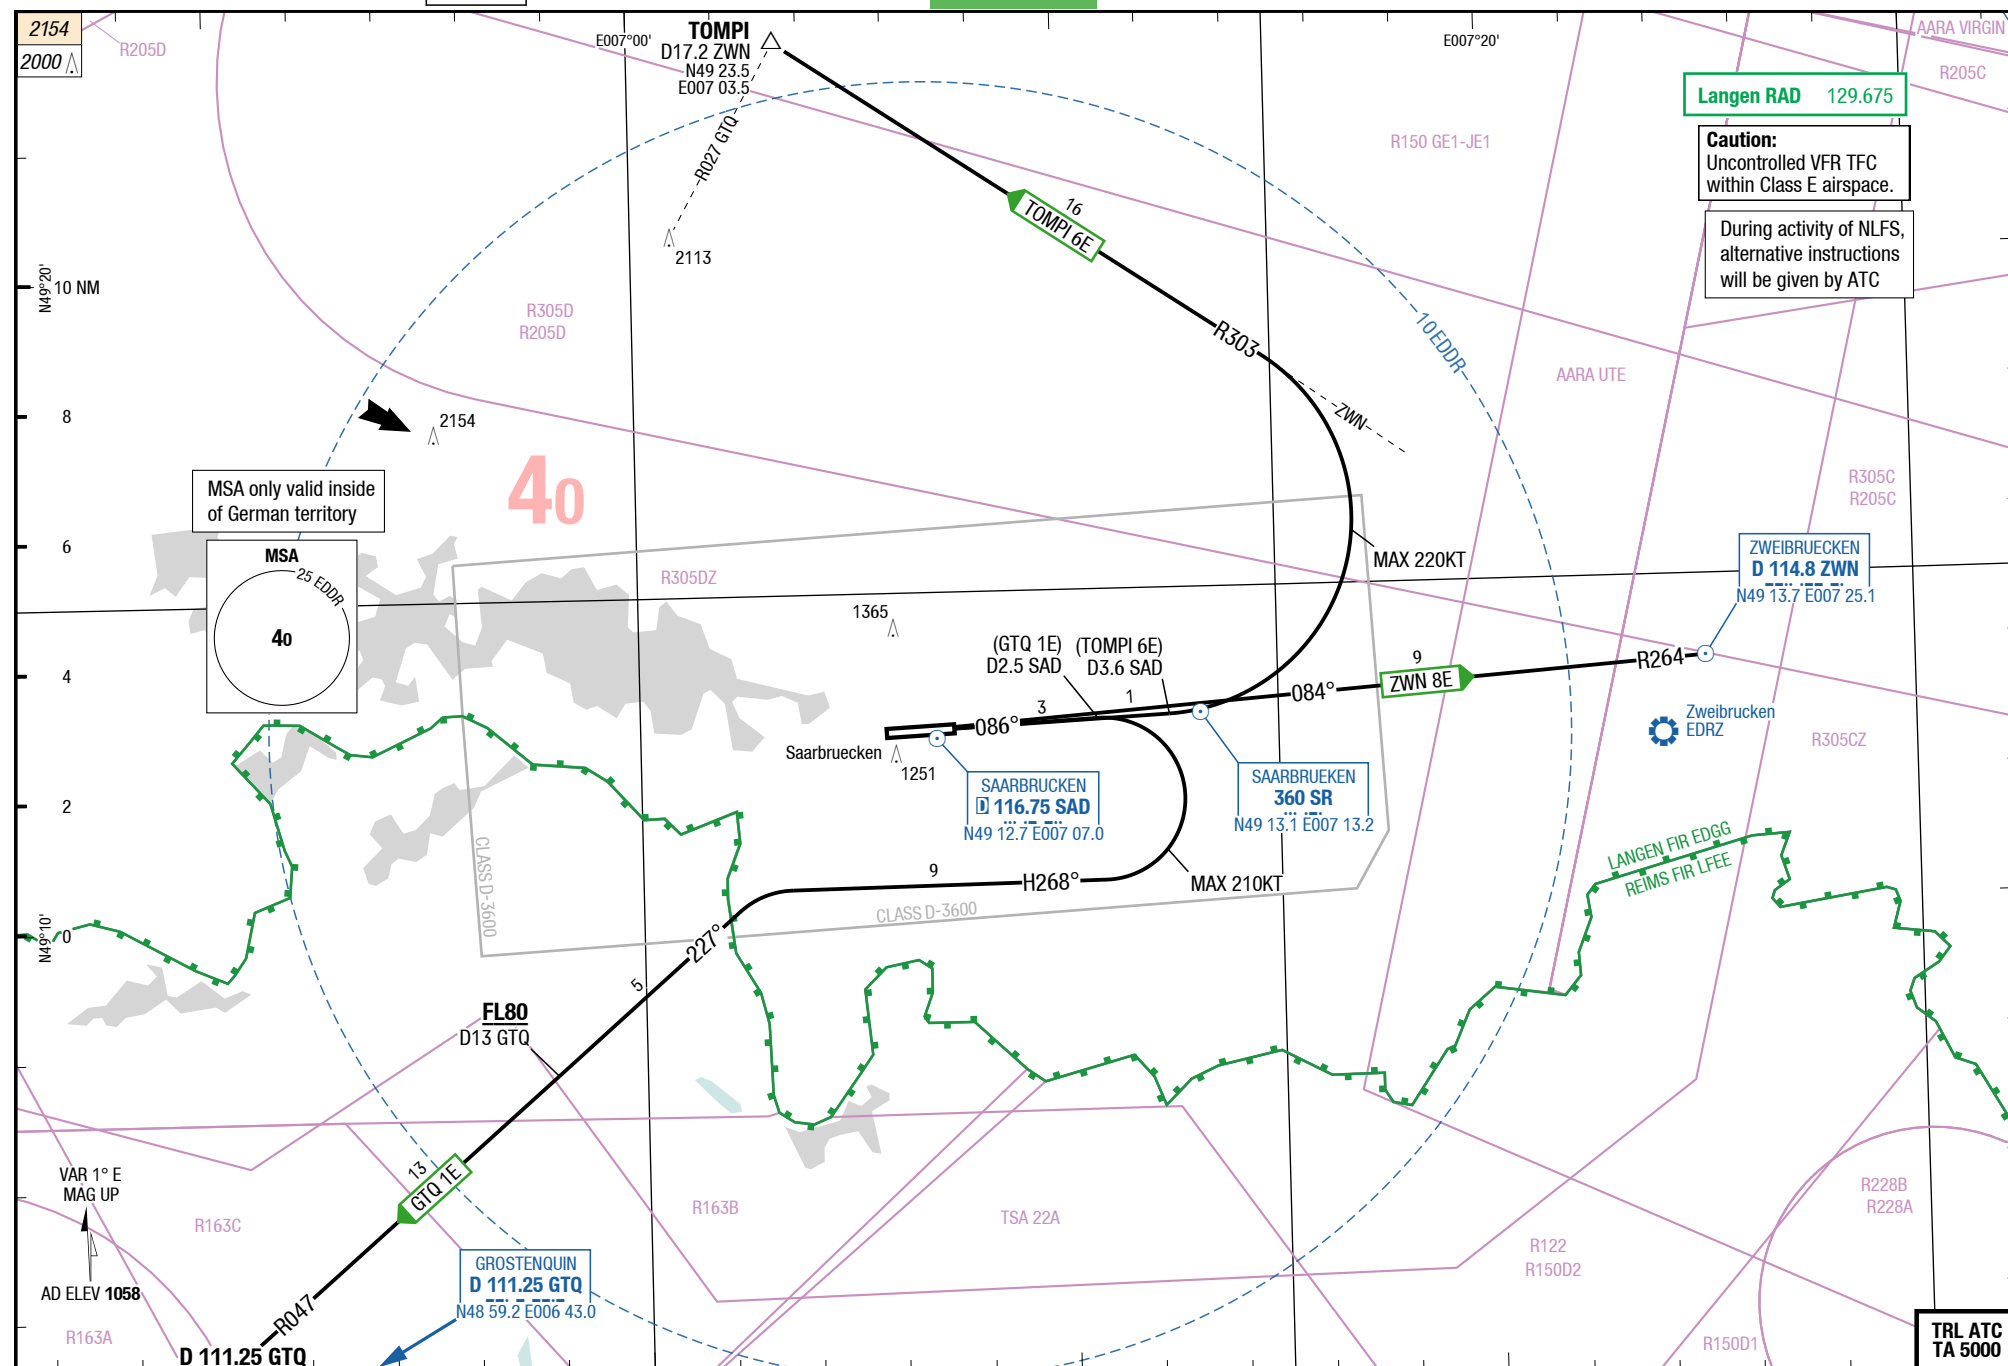 2154
2000
R205D
TOMPI
D17.2 ZWN
N49 23.5
E007 03.5
E007°00'
E007°20'
AARA VIRGIN
R205C
Langen RAD 129.675
Caution:
Uncontrolled VFR TFC
within Class E airspace.
During activity of NLFS,
alternative instructions
will be given by ATC
R150 GE1-JE1
R027 GTQ
2113
16
TOMPI 6E
N49°20'
10 NM
R305D
R205D
R303
ZWN
10 EDDR
AARA UTE
8
2154
40
MSA only valid inside
of German territory
R305C
R205C
MSA
25 EDDR
40
6
R305DZ
MAX 220KT
ZWEIBRUECKEN
D 114.8 ZWN
N49 13.7 E007 25.1
1365
(GTQ 1E)
D2.5 SAD
(TOMPI 6E)
D3.6 SAD
4
9
ZWN 8E
R264
084°
1
3
086°
Saarbruecken
1251
Zweibrucken
EDRZ
R305CZ
SAARBRUCKEN
D 116.75 SAD
N49 12.7 E007 07.0
SAARBRUEKEN
360 SR
N49 13.1 E007 13.2
2
CLASS D-3600
9
H268°
MAX 210KT
CLASS D-3600
LANGEN FIR EDGG
REIMS FIR LFEE
N49°10'
0
227°
5
FL80
D13 GTQ
VAR 1° E
MAG UP
13
GTQ 1E
R163C
R163B
TSA 22A
R228B
R228A
R122
R150D2
AD ELEV 1058
GROSTENQUIN
D 111.25 GTQ
N48 59.2 E006 43.0
R047
R163A
D 111.25 GTQ
R150D1
TRL ATC
TA 5000